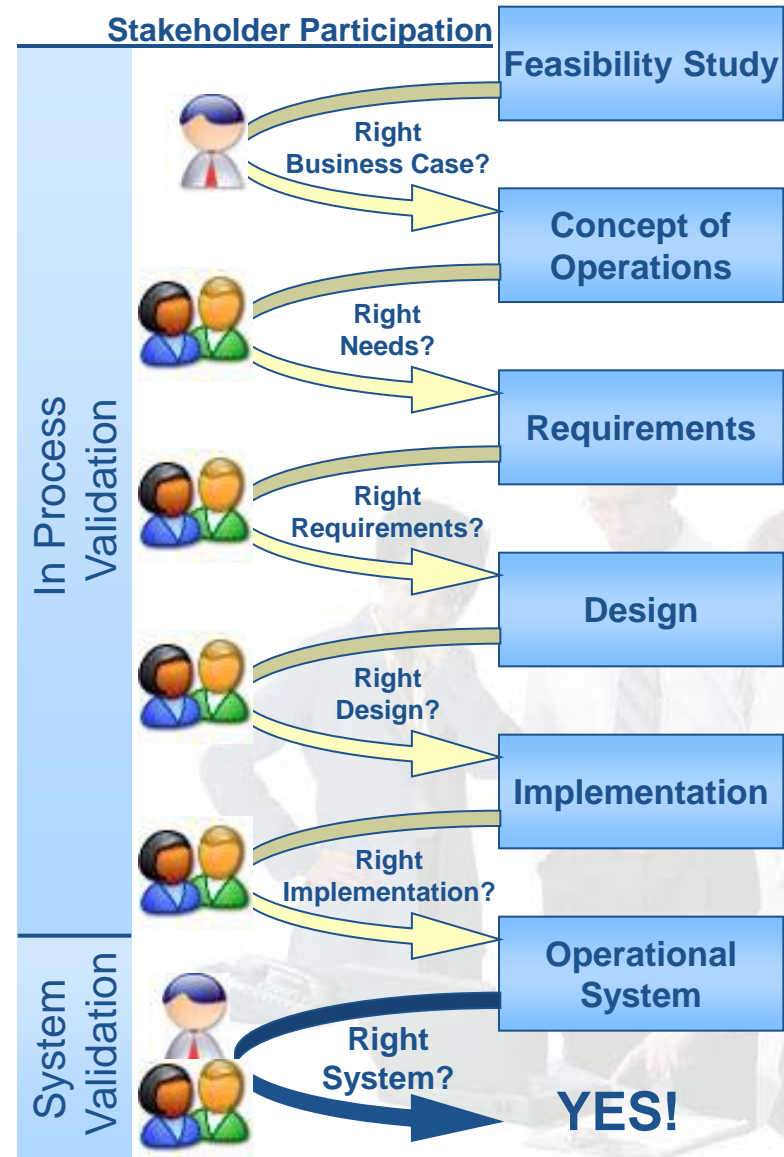 Stakeholder Participation
Feasibility Study
Right
Business Case?
Concept of
Operations
Right
Needs?
Requirements
Right
Requirements?
Design
Right
Design?
Implementation
Right
Implementation?
Operational
System
Right
System?
YES!
In Process
Validation
System
Validation